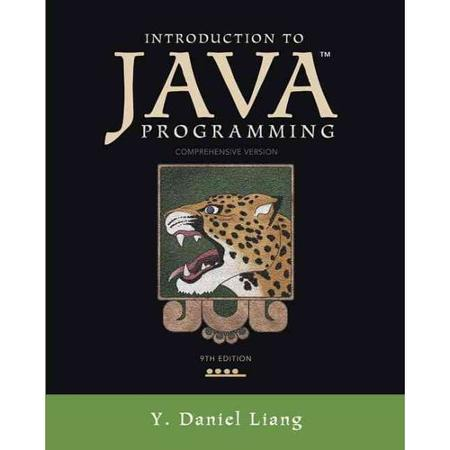 INTRODUCTION TO
JAVA™
PROGRAMMING
COMPREHENSIVE VERSION
9TH EDITION
Y. Daniel Liang